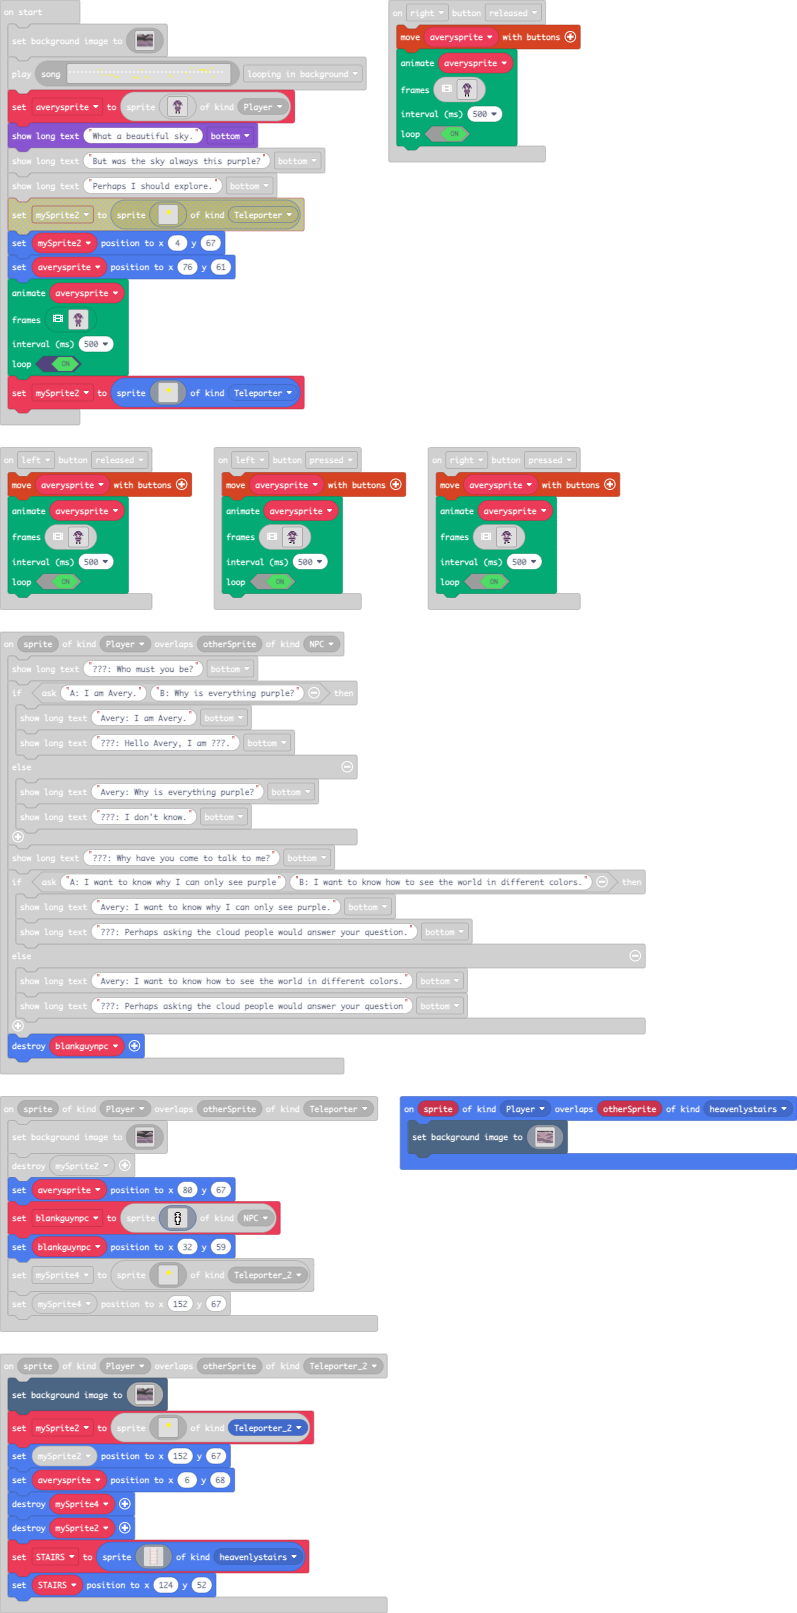 on start
set background image to
play song looping in background
set averysprite to sprite of kind Player
show long text "What a beautiful sky." bottom
show long text "But was the sky always this purple?" bottom
show long text "Perhaps I should explore." bottom
set mySprite2 to sprite of kind Teleporter
set mySprite2 position to x 4 y 67
set averysprite position to x 76 y 61
animate averysprite
frames
interval (ms) 500
loop ON
set mySprite2 to sprite of kind Teleporter
on right button released
move averysprite with buttons
animate averysprite
frames
interval (ms) 500
loop ON
on left button released
move averysprite with buttons
animate averysprite
frames
interval (ms) 500
loop ON
on left button pressed
move averysprite with buttons
animate averysprite
frames
interval (ms) 500
loop ON
on right button pressed
move averysprite with buttons
animate averysprite
frames
interval (ms) 500
loop ON
on sprite of kind Player overlaps otherSprite of kind NPC
show long text "???: Who must you be?" bottom
if ask "A: I am Avery." "B: Why is everything purple?" then
show long text "Avery: I am Avery." bottom
show long text "???: Hello Avery, I am ???." bottom
else
show long text "Avery: Why is everything purple?" bottom
show long text "???: I don't know." bottom
show long text "???: Why have you come to talk to me?" bottom
if ask "A: I want to know why I can only see purple" "B: I want to know how to see the world in different colors." then
show long text "Avery: I want to know why I can only see purple." bottom
show long text "???: Perhaps asking the cloud people would answer your question." bottom
else
show long text "Avery: I want to know how to see the world in different colors." bottom
show long text "???: Perhaps asking the cloud people would answer your question" bottom
destroy blankguynpc
on sprite of kind Player overlaps otherSprite of kind Teleporter
set background image to
destroy mySprite2
set averysprite position to x 80 y 67
set blankguynpc to sprite of kind NPC
set blankguynpc position to x 32 y 59
set mySprite4 to sprite of kind Teleporter_2
set mySprite4 position to x 152 y 67
on sprite of kind Player overlaps otherSprite of kind heavenlystairs
set background image to
on sprite of kind Player overlaps otherSprite of kind Teleporter_2
set background image to
set mySprite2 to sprite of kind Teleporter_2
set mySprite2 position to x 152 y 67
set averysprite position to x 6 y 68
destroy mySprite4
destroy mySprite2
set STAIRS to sprite of kind heavenlystairs
set STAIRS position to x 124 y 52